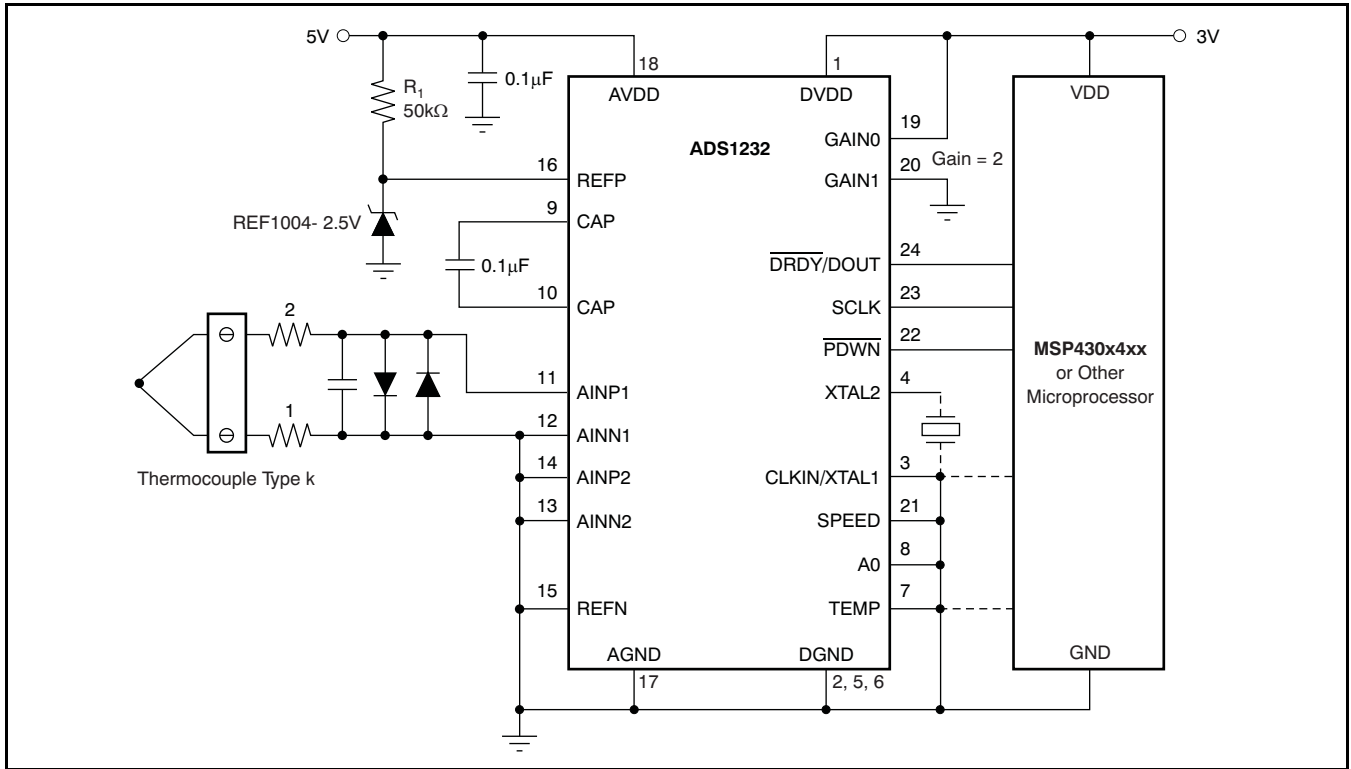 5V
3V
18
1
0.1μF
R1
50kΩ
AVDD
DVDD
VDD
ADS1232
19
GAIN0
Gain = 2
20
GAIN1
16
REFP
9
CAP
REF1004- 2.5V
0.1μF
10
CAP
24
DRDY/DOUT
23
SCLK
22
PDWN
MSP430x4xx
or Other
Microprocessor
2
11
AINP1
4
XTAL2
1
12
AINN1
Thermocouple Type k
14
AINP2
3
CLKIN/XTAL1
13
AINN2
21
SPEED
8
A0
15
REFN
7
TEMP
AGND
DGND
GND
17
2, 5, 6